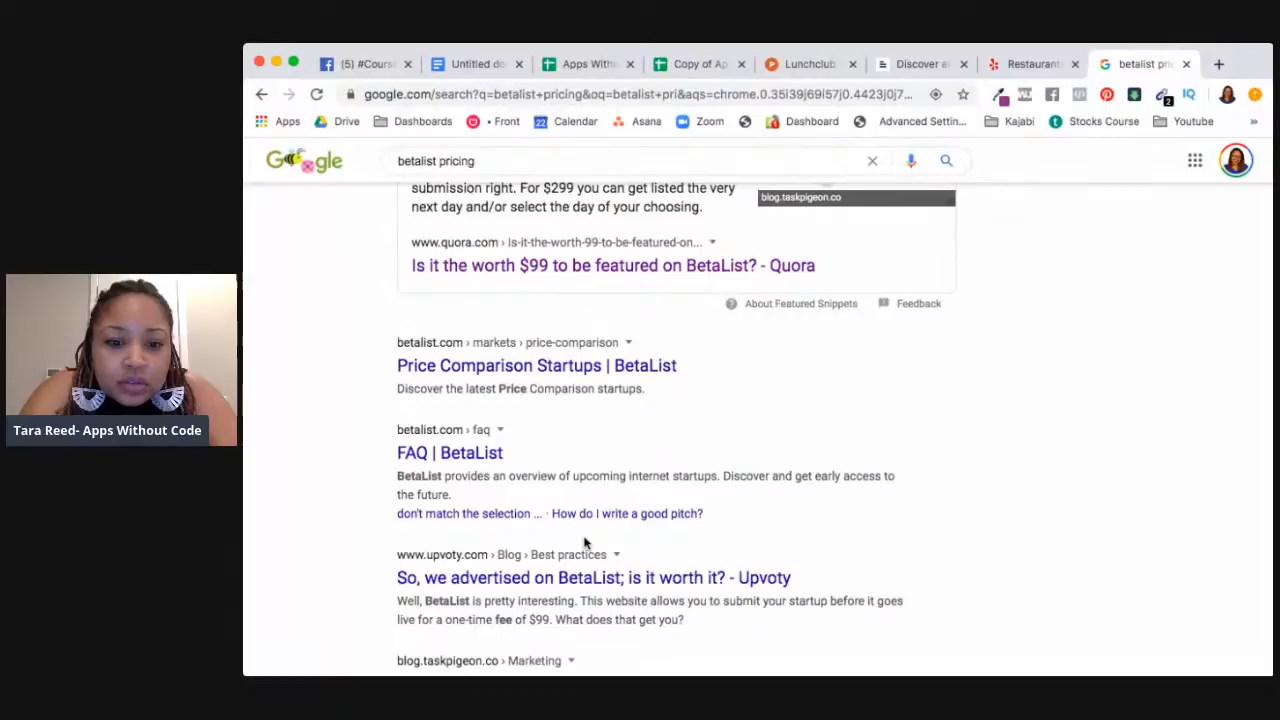 (5) #Cours
Untitled do
Apps With
Copy of Ap
Lunchclub
Discover a
Restaurant
betalist pri
google.com/search?q=betalist+pricing&oq=betalist+pri&aqs=chrome.0.35i39j69i57j0.4423j0j7...
IQ
2
Apps
Drive
Dashboards
• Front
22
Calendar
Asana
Zoom
Dashboard
Advanced Settin...
Kajabi
Stocks Course
Youtube
»
Google
betalist pricing
submission right. For $299 you can get listed the very
next day and/or select the day of your choosing.
blog.taskpigeon.co
www.quora.com › Is-it-the-worth-99-to-be-featured-on...
Is it the worth $99 to be featured on BetaList? - Quora
About Featured Snippets
Feedback
betalist.com › markets › price-comparison
Price Comparison Startups | BetaList
Discover the latest Price Comparison startups.
betalist.com › faq
FAQ | BetaList
BetaList provides an overview of upcoming internet startups. Discover and get early access to
the future.
don't match the selection ... · How do I write a good pitch?
www.upvoty.com › Blog › Best practices
So, we advertised on BetaList; is it worth it? - Upvoty
Well, BetaList is pretty interesting. This website allows you to submit your startup before it goes
live for a one-time fee of $99. What does that get you?
blog.taskpigeon.co › Marketing
Tara Reed- Apps Without Code